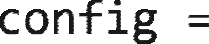 config =